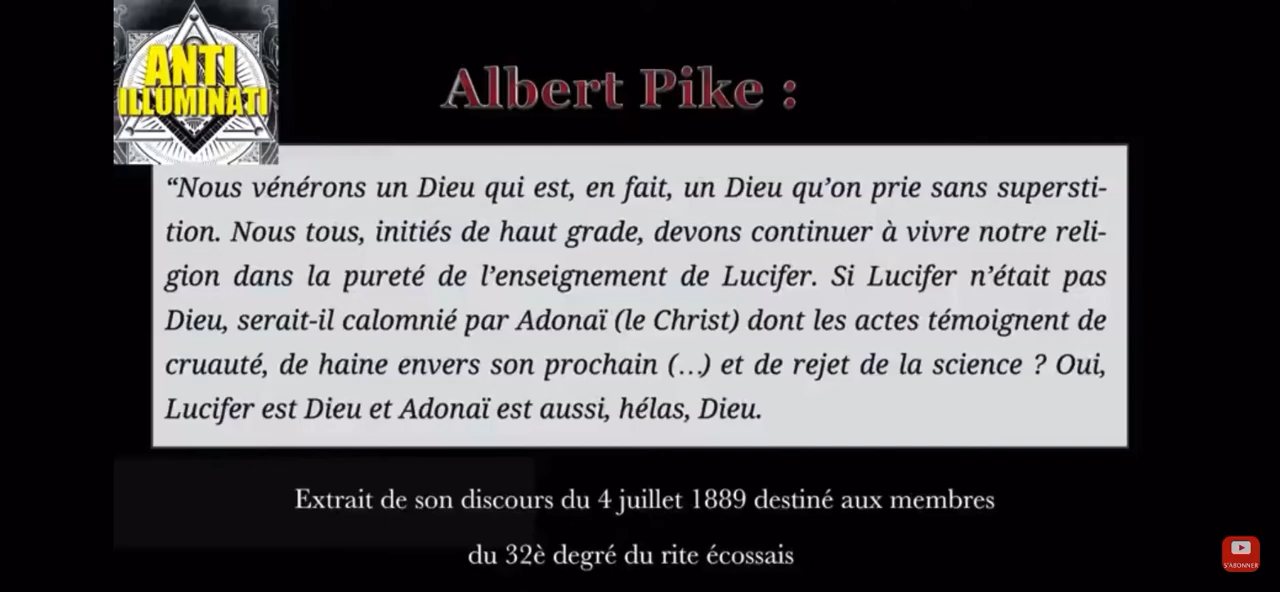 ANTI
ILLUMINATI
Albert Pike :
“Nous vénérons un Dieu qui est, en fait, un Dieu qu’on prie sans supersti-
tion. Nous tous, initiés de haut grade, devons continuer à vivre notre reli-
gion dans la pureté de l’enseignement de Lucifer. Si Lucifer n’était pas
Dieu, serait-il calomnié par Adonaï (le Christ) dont les actes témoignent de
cruauté, de haine envers son prochain (…) et de rejet de la science ? Oui,
Lucifer est Dieu et Adonaï est aussi, hélas, Dieu.
Extrait de son discours du 4 juillet 1889 destiné aux membres
du 32è degré du rite écossais
S'ABONNER